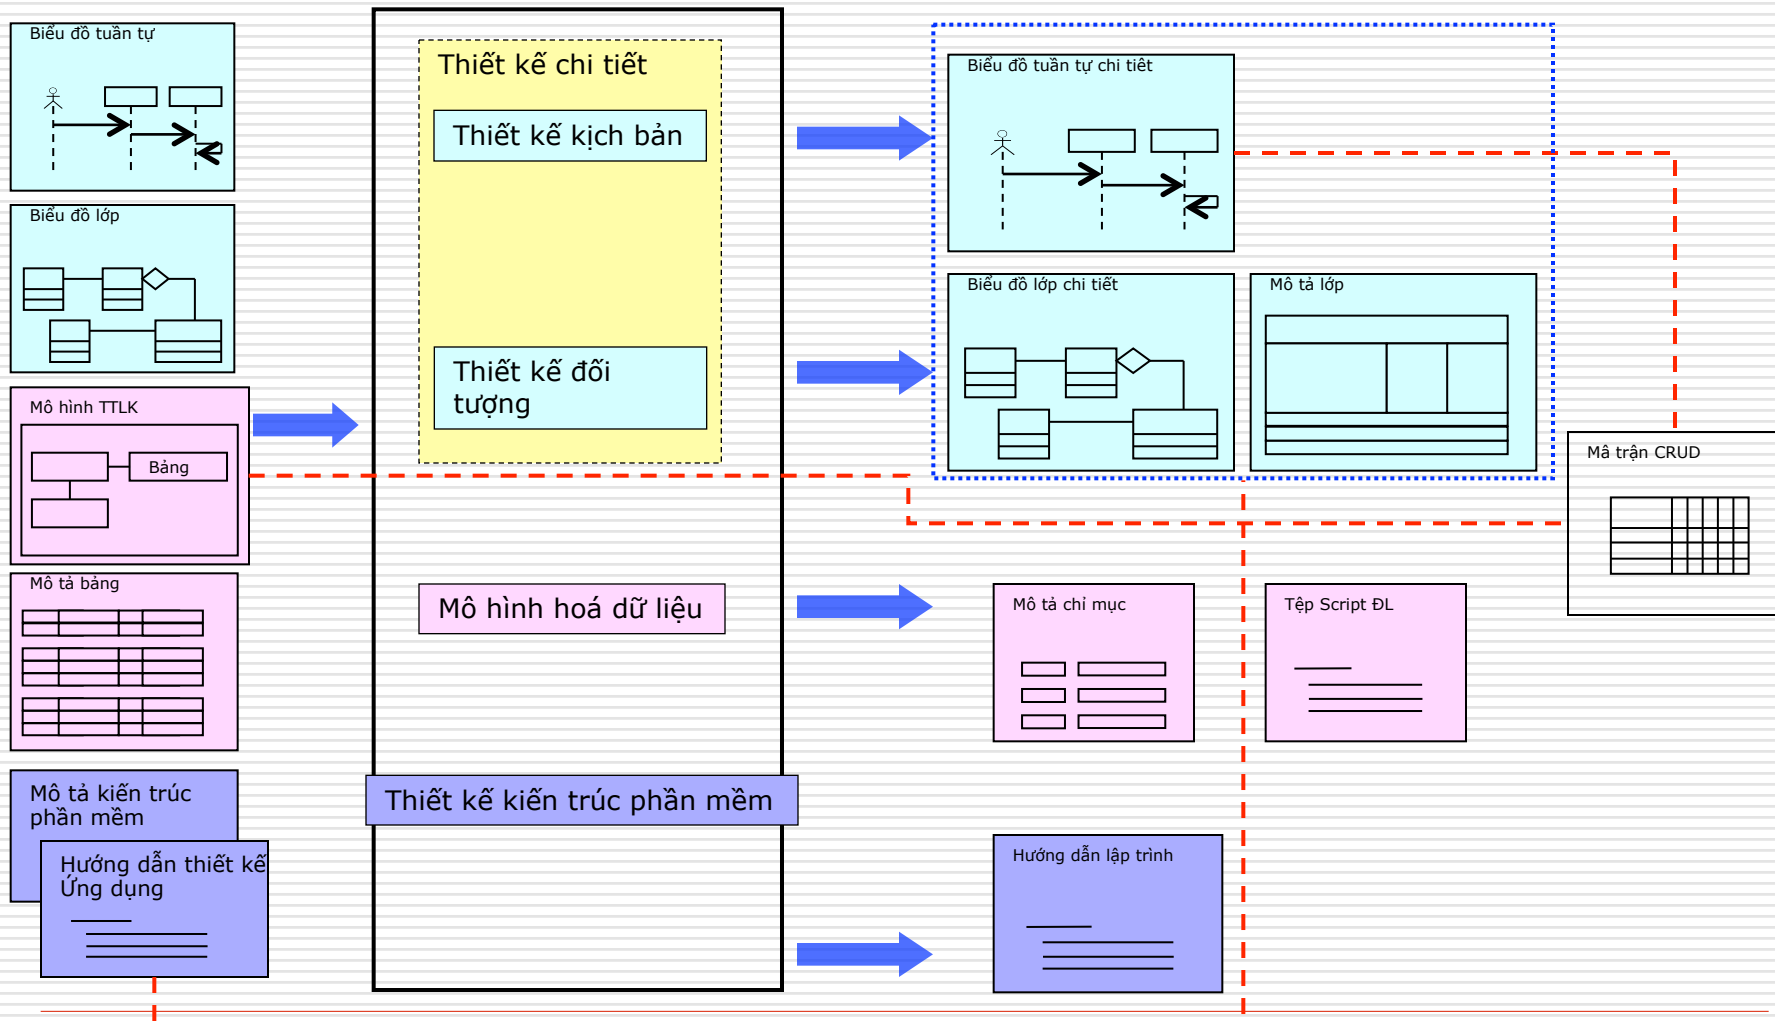 Biểu đồ tuần tự
Biểu đồ lớp
Mô hình TTLK
Bảng
Mô tả bảng
Mô tả kiến trúc
phần mềm
Hướng dẫn thiết kế
Ứng dụng
Thiết kế chi tiết
Thiết kế kịch bản
Thiết kế đối
tượng
Mô hình hoá dữ liệu
Thiết kế kiến trúc phần mềm
Biểu đồ tuần tự chi tiêt
Biểu đồ lớp chi tiết
Mô tả lớp
Mâ trận CRUD
Mô tả chỉ mục
Tệp Script ĐL
Hướng dẫn lập trình